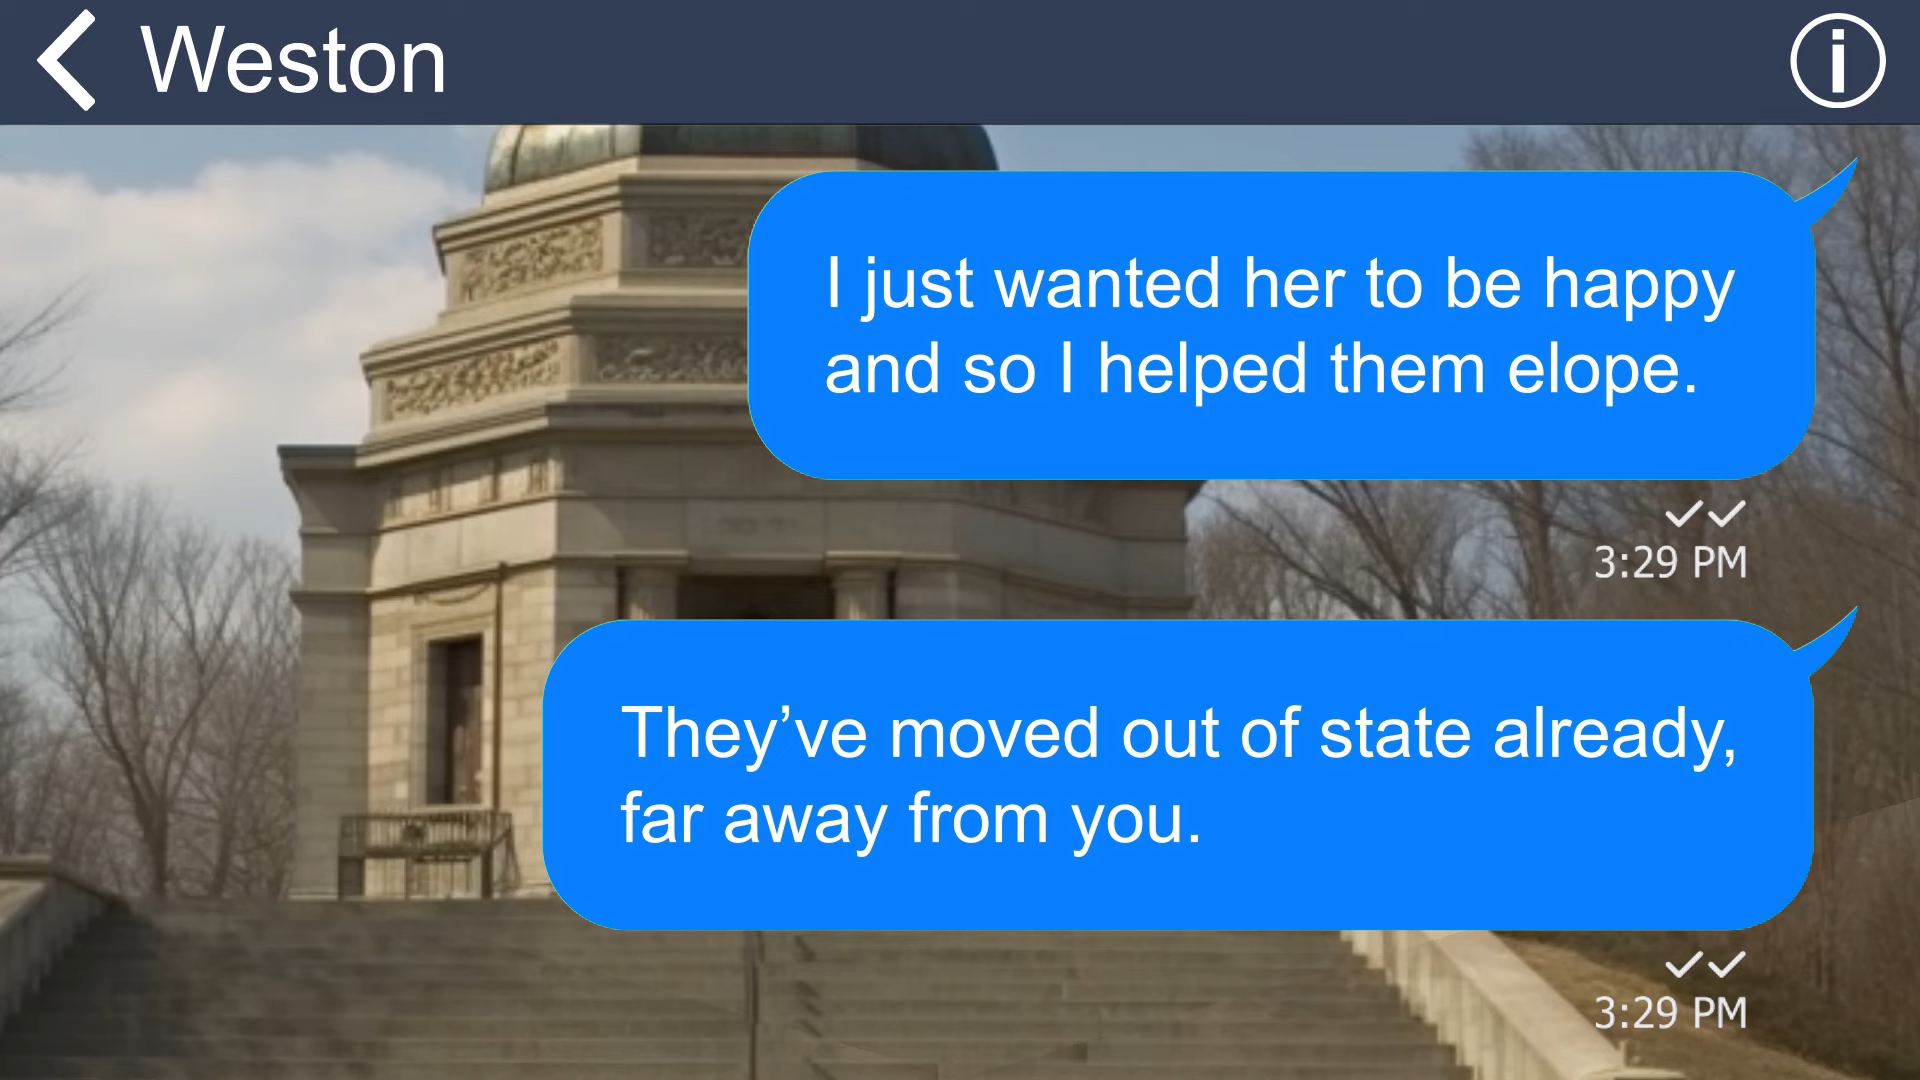 Weston
I just wanted her to be happy
and so I helped them elope.
3:29 PM
They’ve moved out of state already,
far away from you.
3:29 PM